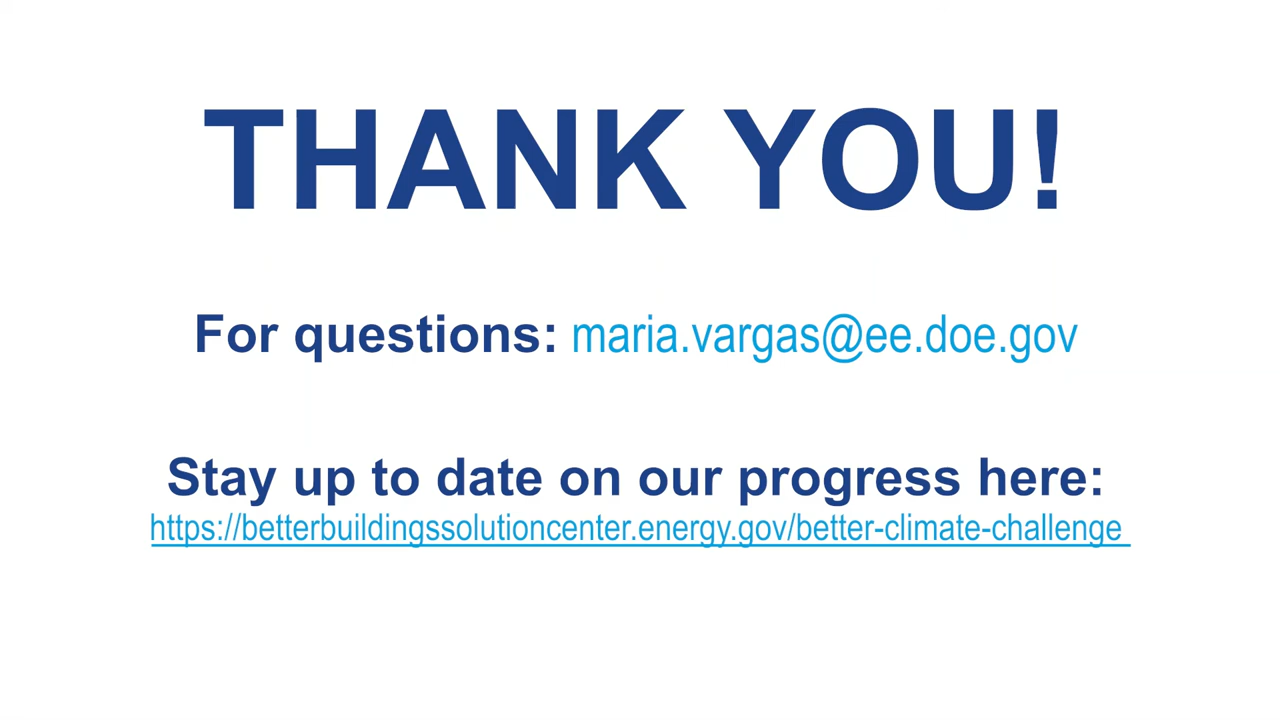 THANK YOU!
For questions: maria.vargas@ee.doe.gov
Stay up to date on our progress here:
https://betterbuildingssolutioncenter.energy.gov/better-climate-challenge